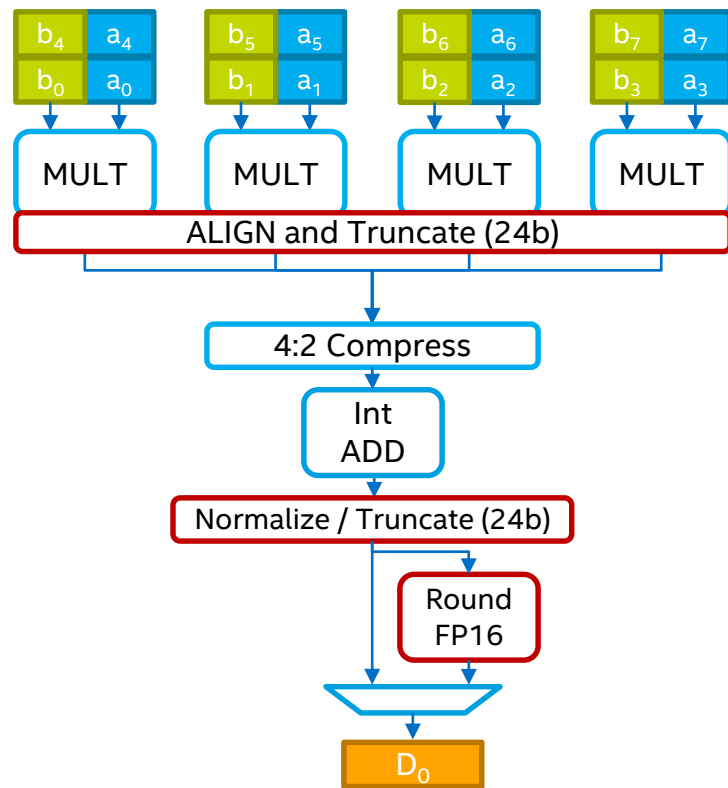 b₄ a₄ b₅ a₅ b₆ a₆ b₇ a₇
b₀ a₀ b₁ a₁ b₂ a₂ b₃ a₃
MULT MULT MULT MULT
ALIGN and Truncate (24b)
4:2 Compress
Int
ADD
Normalize / Truncate (24b)
Round
FP16
D₀